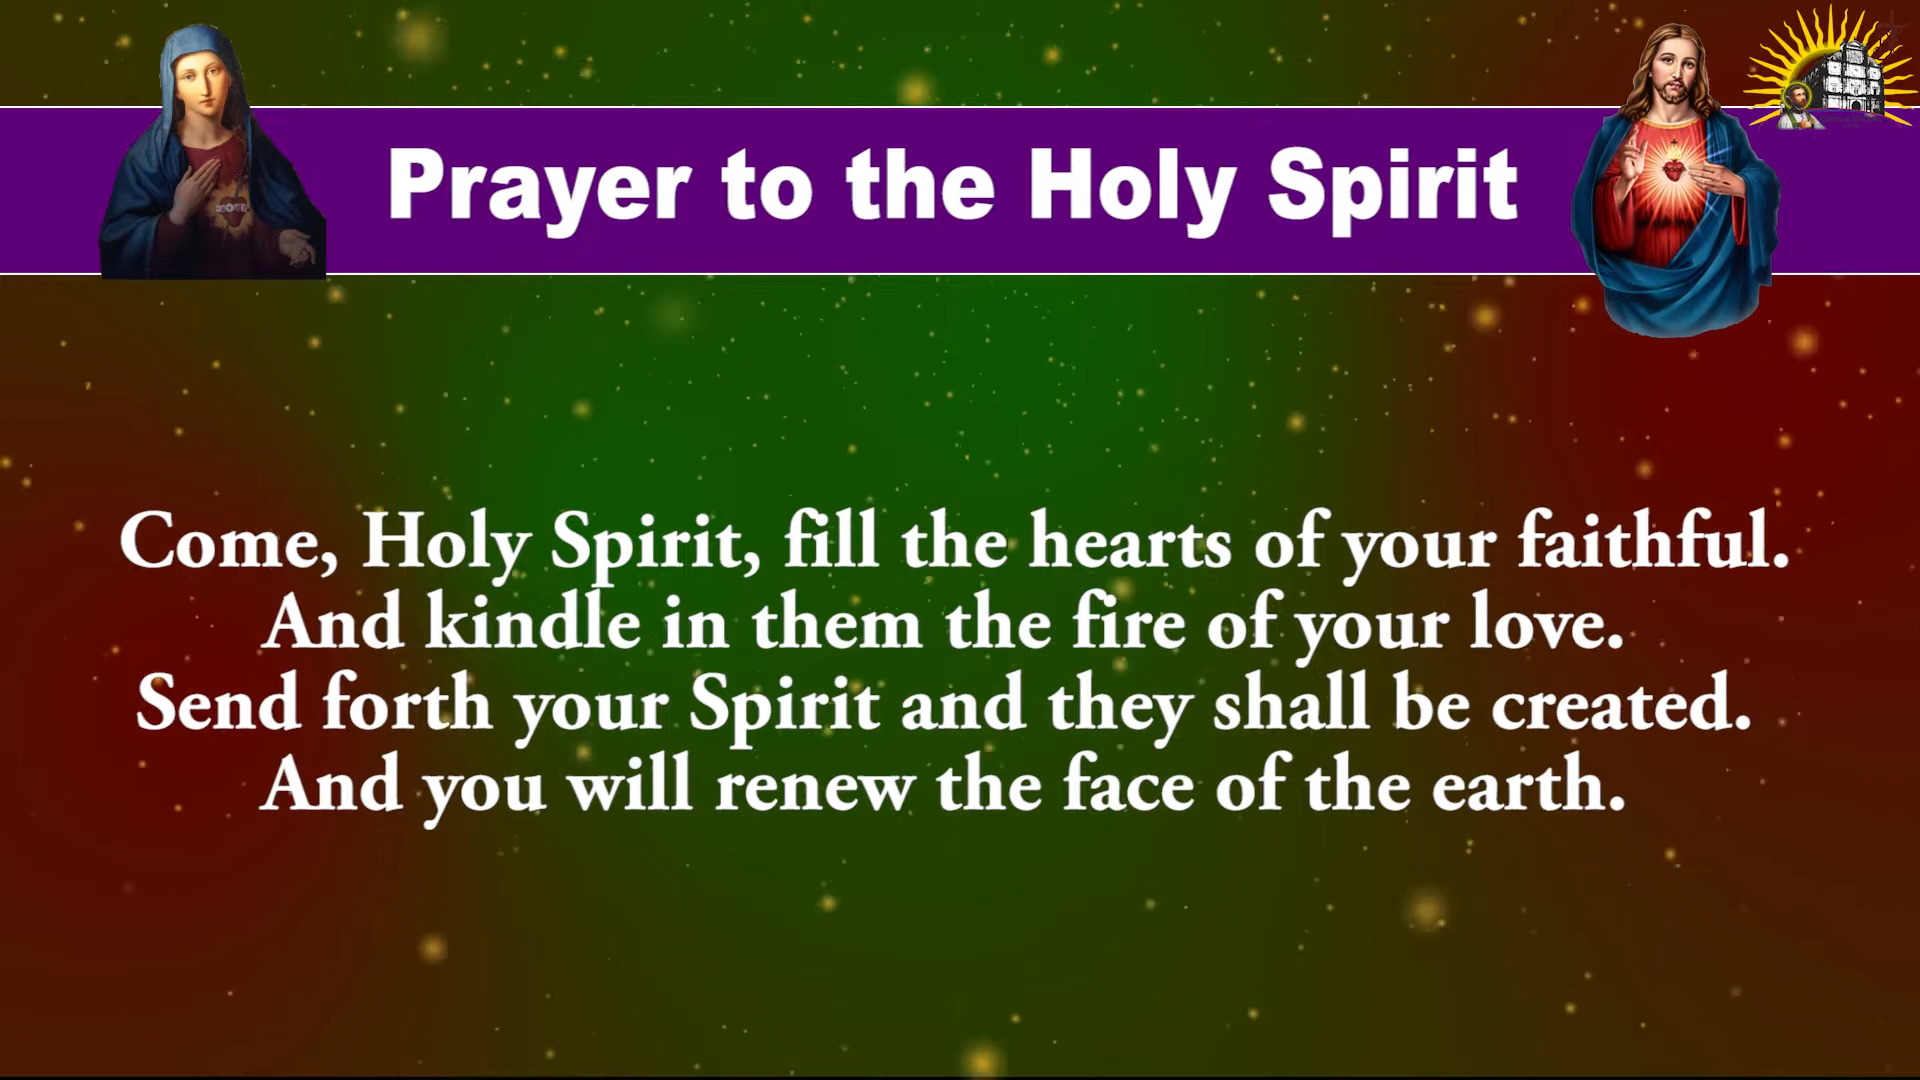 Prayer to the Holy Spirit
Come, Holy Spirit, fill the hearts of your faithful.
And kindle in them the fire of your love.
Send forth your Spirit and they shall be created.
And you will renew the face of the earth.